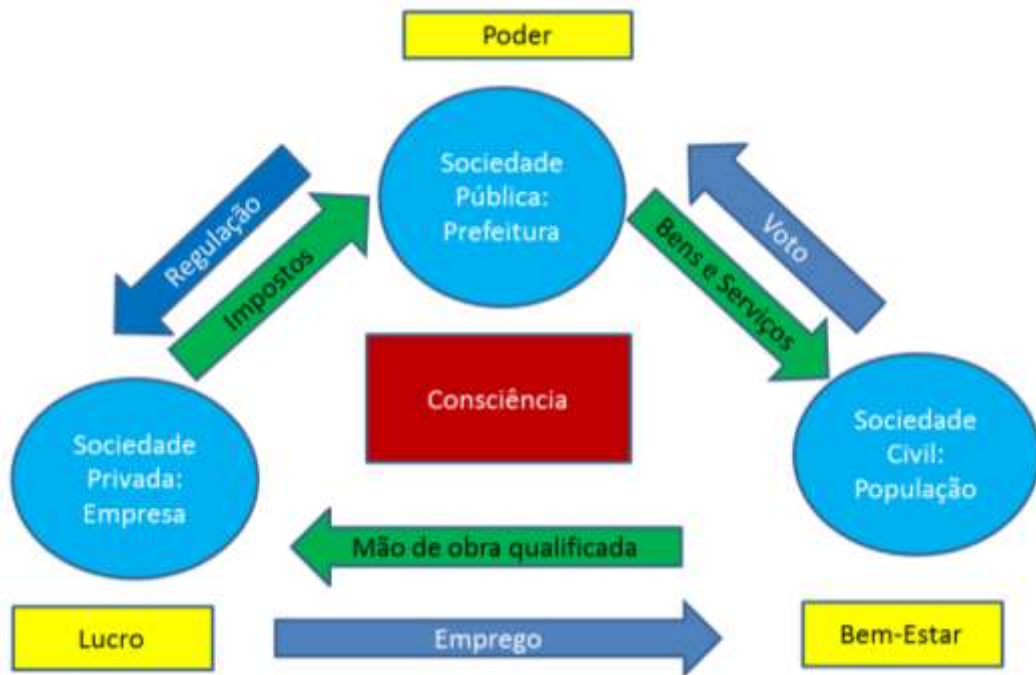 Poder
Sociedade
Pública:
Prefeitura
Regulação
Impostos
Voto
Bens e Serviços
Consciência
Sociedade
Privada:
Empresa
Sociedade
Civil:
População
Mão de obra qualificada
Lucro
Emprego
Bem-Estar